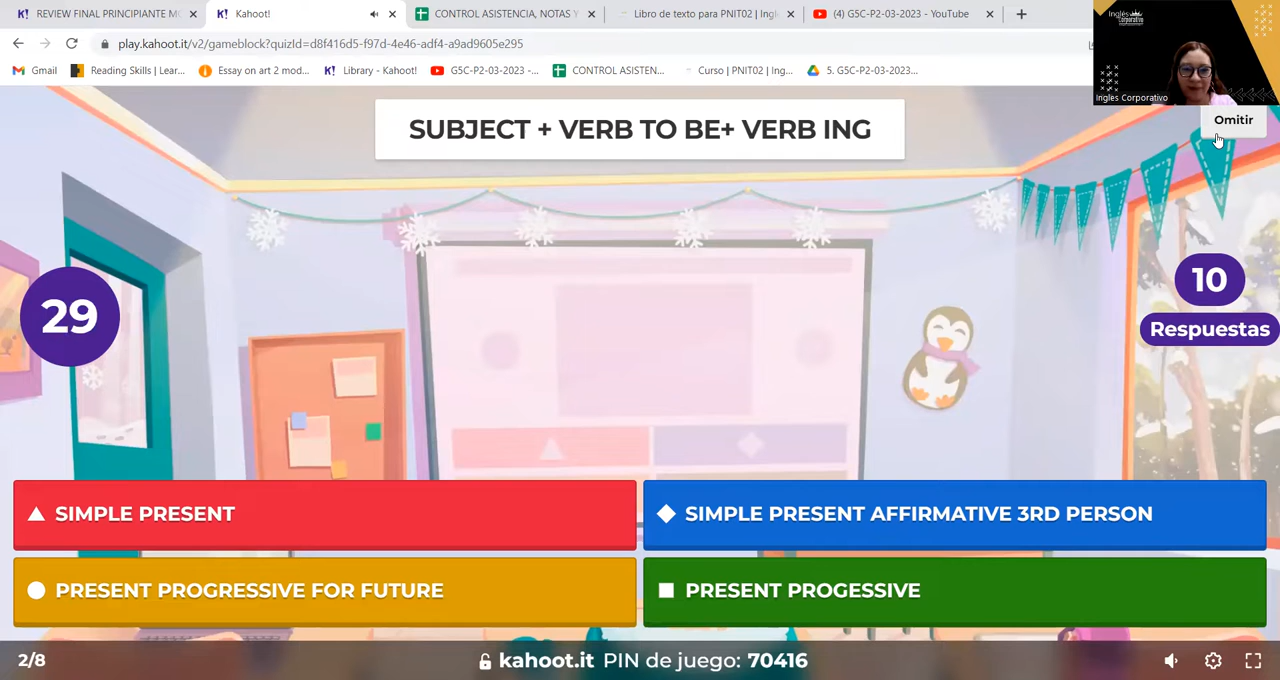 REVIEW FINAL PRINCIPIANTE MO
Kahoot!
CONTROL ASISTENCIA, NOTAS Y
Libro de texto para PNIT02 | Ingl
(4) G5C-P2-03-2023 - YouTube
play.kahoot.it/v2/gameblock?quizId=d8f416d5-f97d-4e46-adf4-a9ad9605e295
Gmail
Reading Skills | Lear...
Essay on art 2 mod...
Library - Kahoot!
G5C-P2-03-2023 -...
CONTROL ASISTEN...
Curso | PNIT02 | Ing...
5. G5C-P2-03-2023...
Inglés
Corporativo
Ingles Corporativo
Omitir
SUBJECT + VERB TO BE+ VERB ING
29
10
Respuestas
SIMPLE PRESENT
SIMPLE PRESENT AFFIRMATIVE 3RD PERSON
PRESENT PROGRESSIVE FOR FUTURE
PRESENT PROGESSIVE
2/8
kahoot.it PIN de juego: 70416